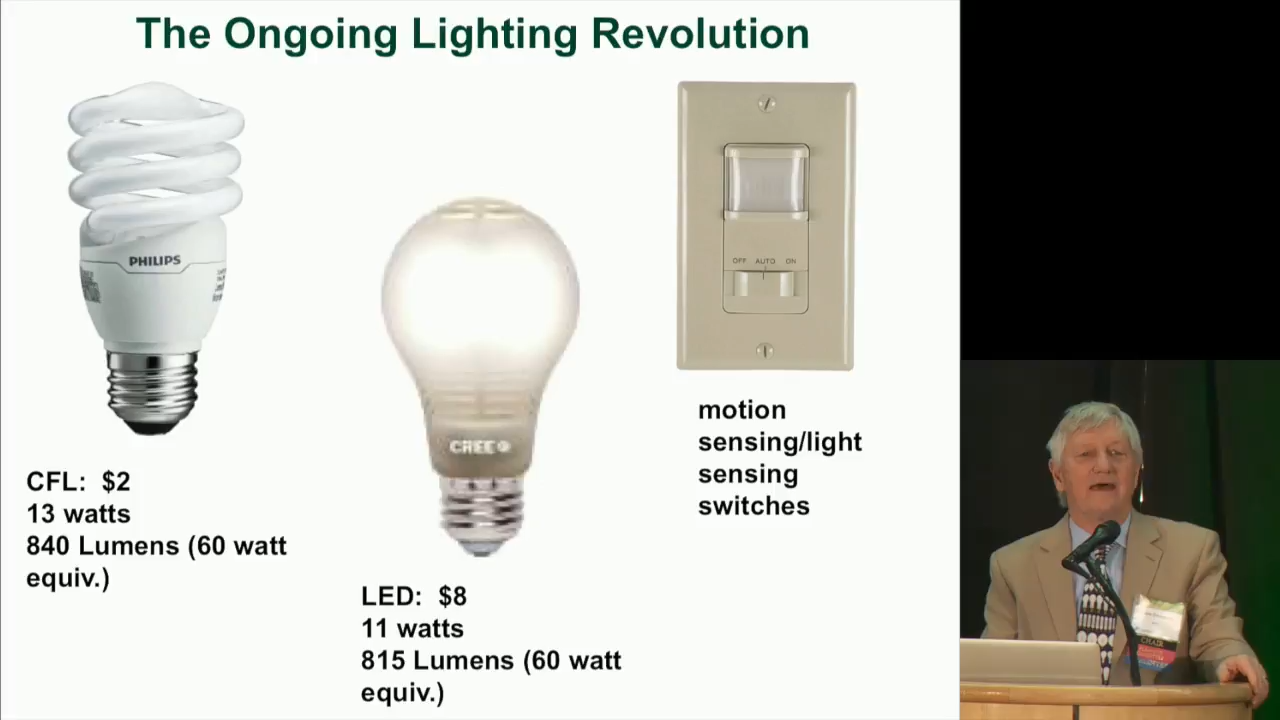 The Ongoing Lighting Revolution
PHILIPS
CREE
OFF AUTO ON
CFL: $2
13 watts
840 Lumens (60 watt
equiv.)
LED: $8
11 watts
815 Lumens (60 watt
equiv.)
motion
sensing/light
sensing
switches
CHAIR